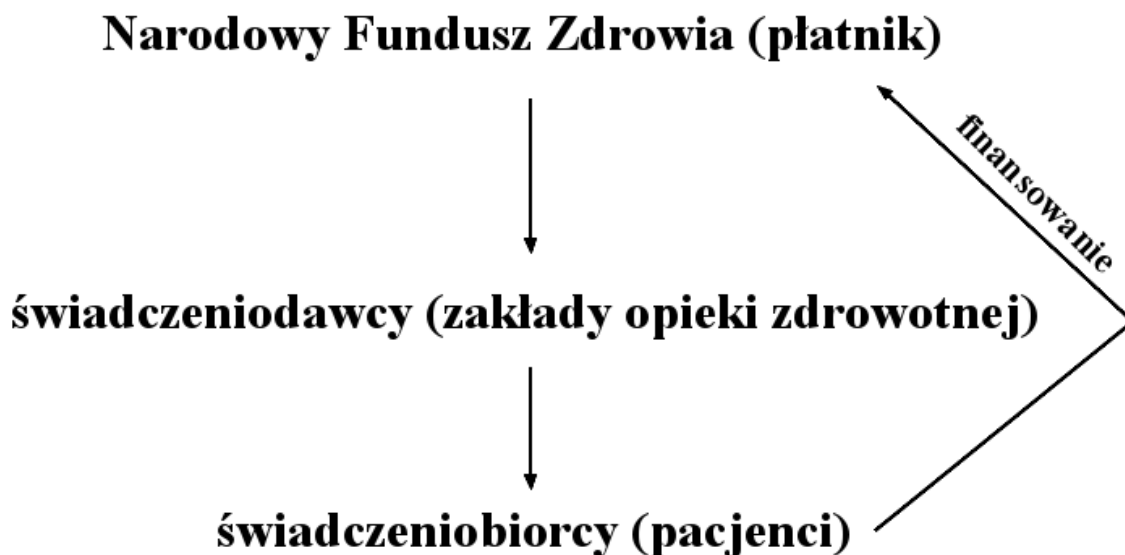 Narodowy Fundusz Zdrowia (płatnik)
finansowanie
świadczeniodawcy (zakłady opieki zdrowotnej)
świadczeniobiorcy (pacjenci)